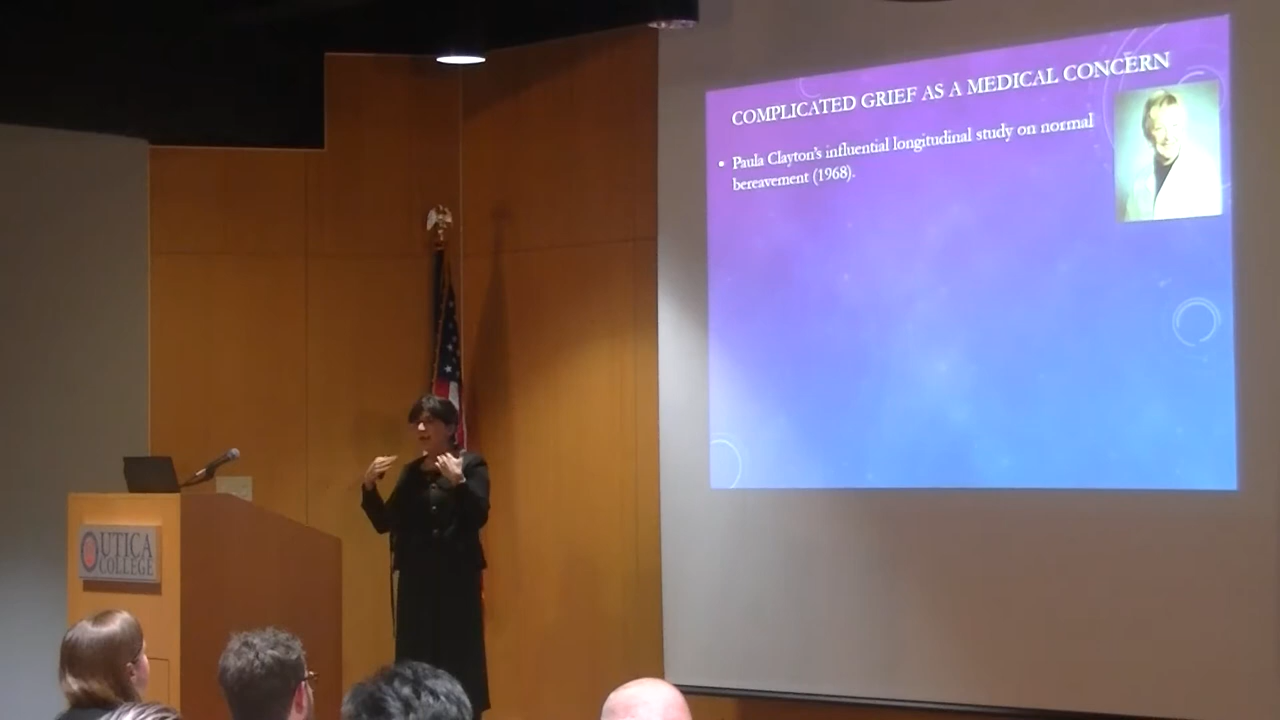 COMPLICATED GRIEF AS A MEDICAL CONCERN
• Paula Clayton's influential longitudinal study on normal
bereavement (1968).
UTICA
COLLEGE